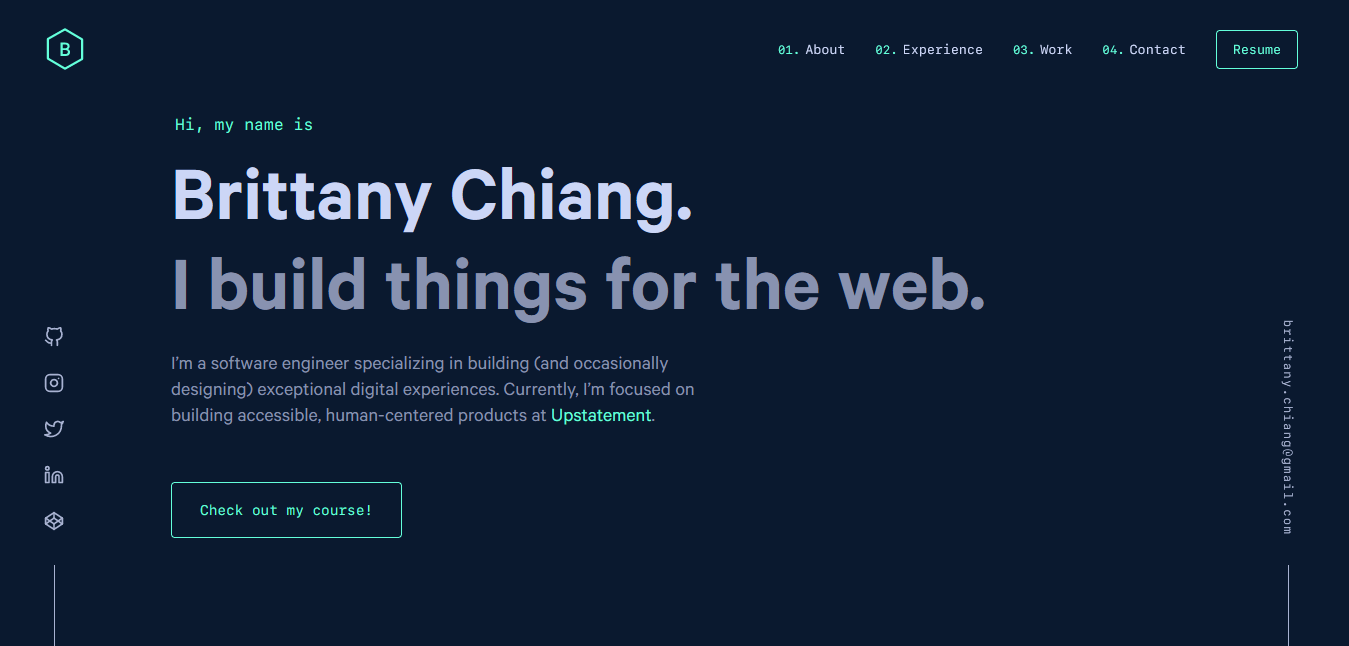 B
01. About 02. Experience 03. Work 04. Contact Resume
Hi, my name is
Brittany Chiang.
I build things for the web.
I’m a software engineer specializing in building (and occasionally
designing) exceptional digital experiences. Currently, I’m focused on
building accessible, human-centered products at Upstatement.
Check out my course!
brittany.chiang@gmail.com